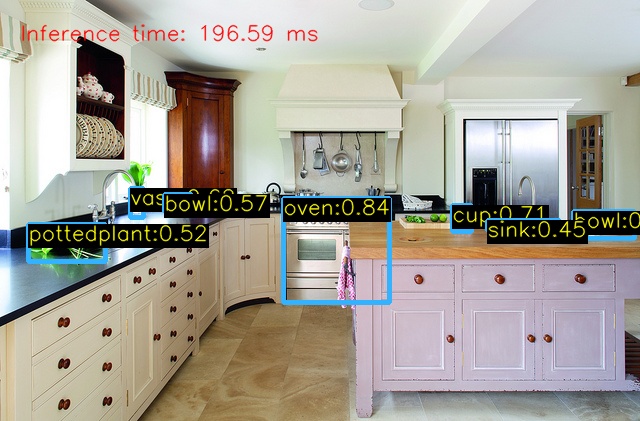 Inference time: 196.59 ms
vas
bowl:0.57
oven:0.84
cup:0.71
bowl:0
sink:0.45
pottedplant:0.52